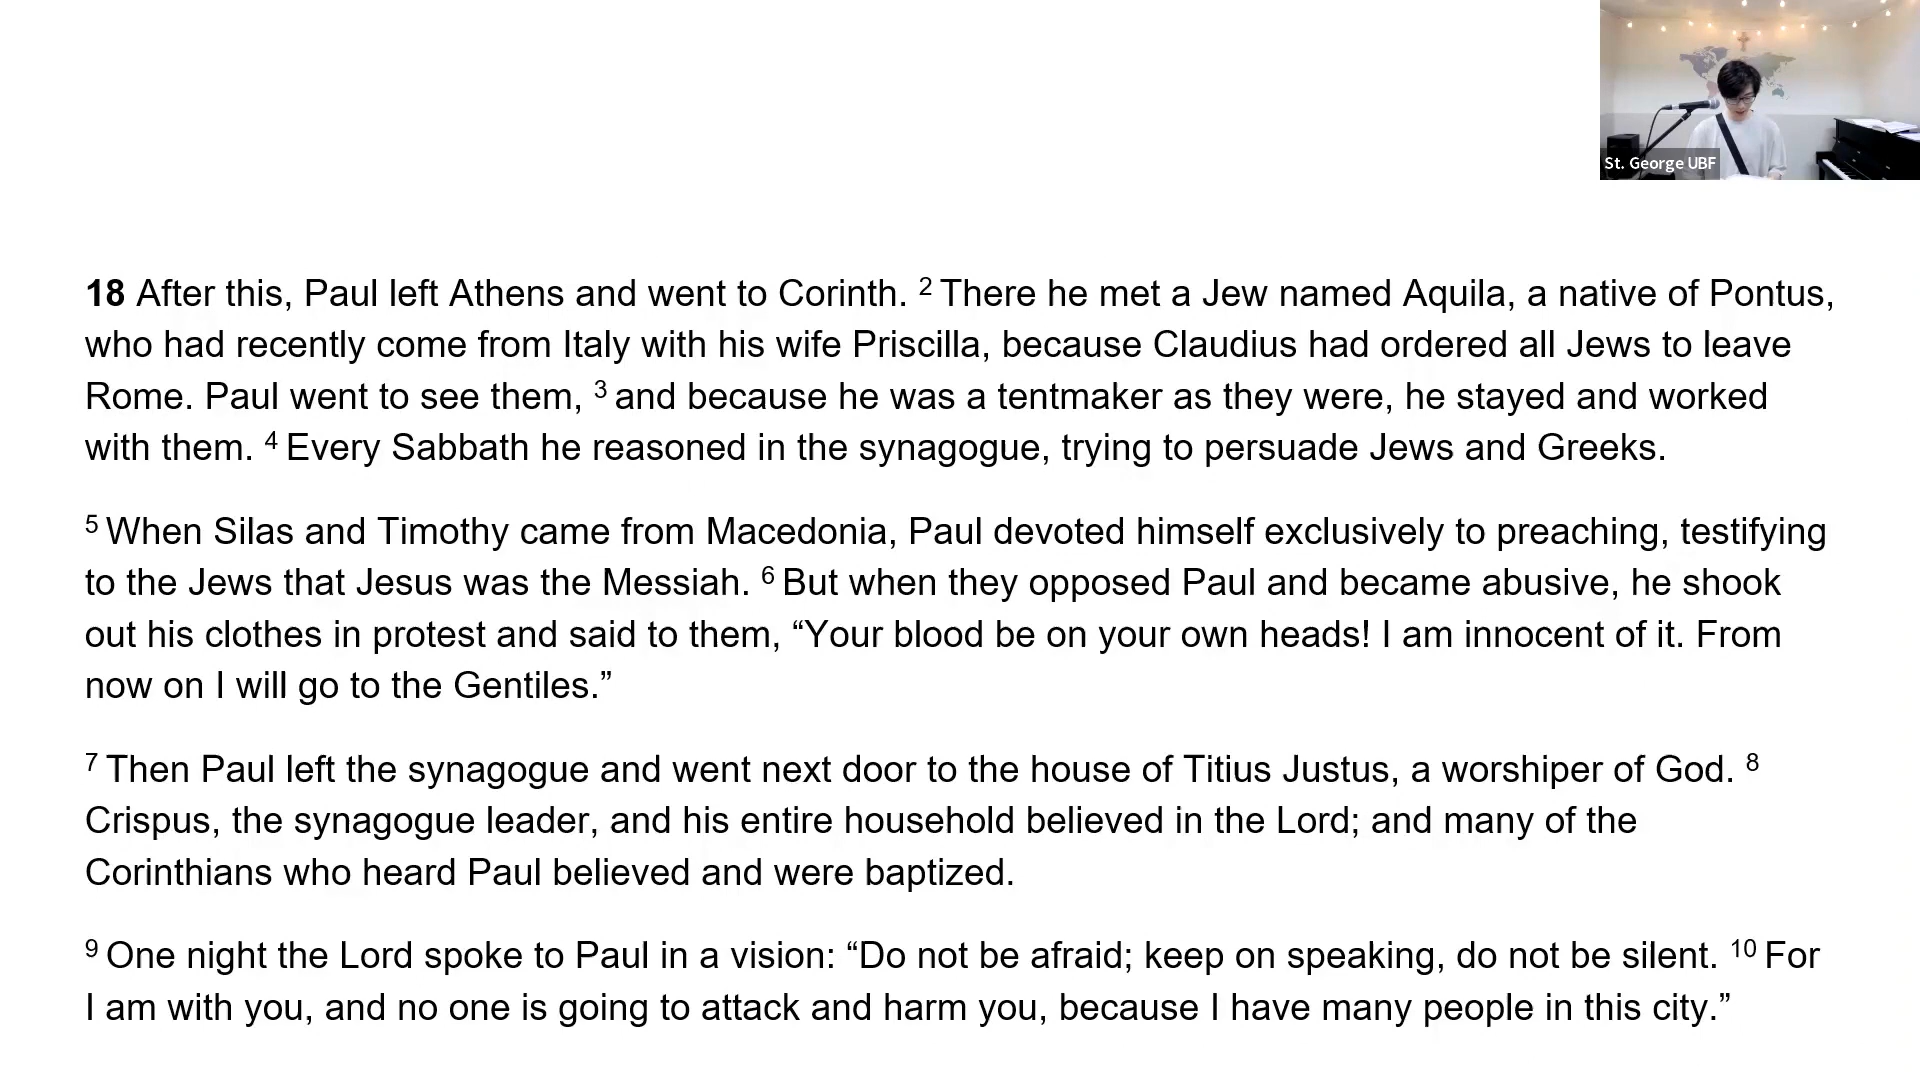 St. George UBF
18 After this, Paul left Athens and went to Corinth. 2 There he met a Jew named Aquila, a native of Pontus,
who had recently come from Italy with his wife Priscilla, because Claudius had ordered all Jews to leave
Rome. Paul went to see them, 3 and because he was a tentmaker as they were, he stayed and worked
with them. 4 Every Sabbath he reasoned in the synagogue, trying to persuade Jews and Greeks.
5 When Silas and Timothy came from Macedonia, Paul devoted himself exclusively to preaching, testifying
to the Jews that Jesus was the Messiah. 6 But when they opposed Paul and became abusive, he shook
out his clothes in protest and said to them, “Your blood be on your own heads! I am innocent of it. From
now on I will go to the Gentiles.”
7 Then Paul left the synagogue and went next door to the house of Titius Justus, a worshiper of God. 8
Crispus, the synagogue leader, and his entire household believed in the Lord; and many of the
Corinthians who heard Paul believed and were baptized.
9 One night the Lord spoke to Paul in a vision: “Do not be afraid; keep on speaking, do not be silent. 10 For
I am with you, and no one is going to attack and harm you, because I have many people in this city.”